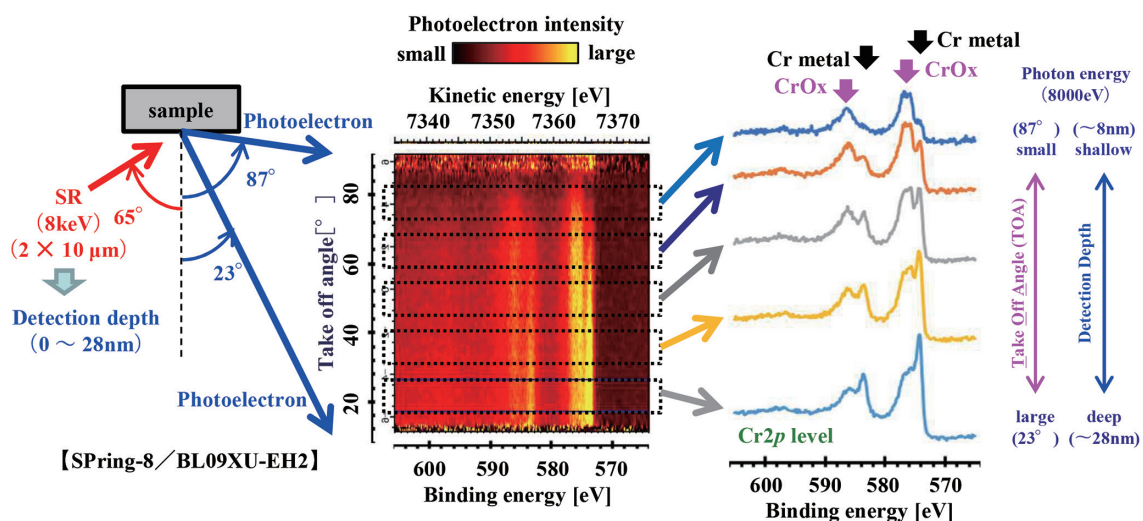 sample
Photoelectron
87°
SR
(8keV)
(2 × 10 μm)
65°
23°
Detection depth
(0 ～ 28nm)
Photoelectron
【SPring-8／BL09XU-EH2】
Photoelectron intensity
small
large
Kinetic energy [eV]
7340 7350 7360 7370
Take off angle[°]
80
60
40
20
600 590 580 570
Binding energy [eV]
Cr metal
Cr metal
CrOx
CrOx
Cr2p level
600 590 580 570
Binding energy [eV]
Photon energy
(8000eV)
(87° ) (~8nm)
small shallow
Take Off Angle (TOA)
Detection Depth
large deep
(23° ) (~28nm)